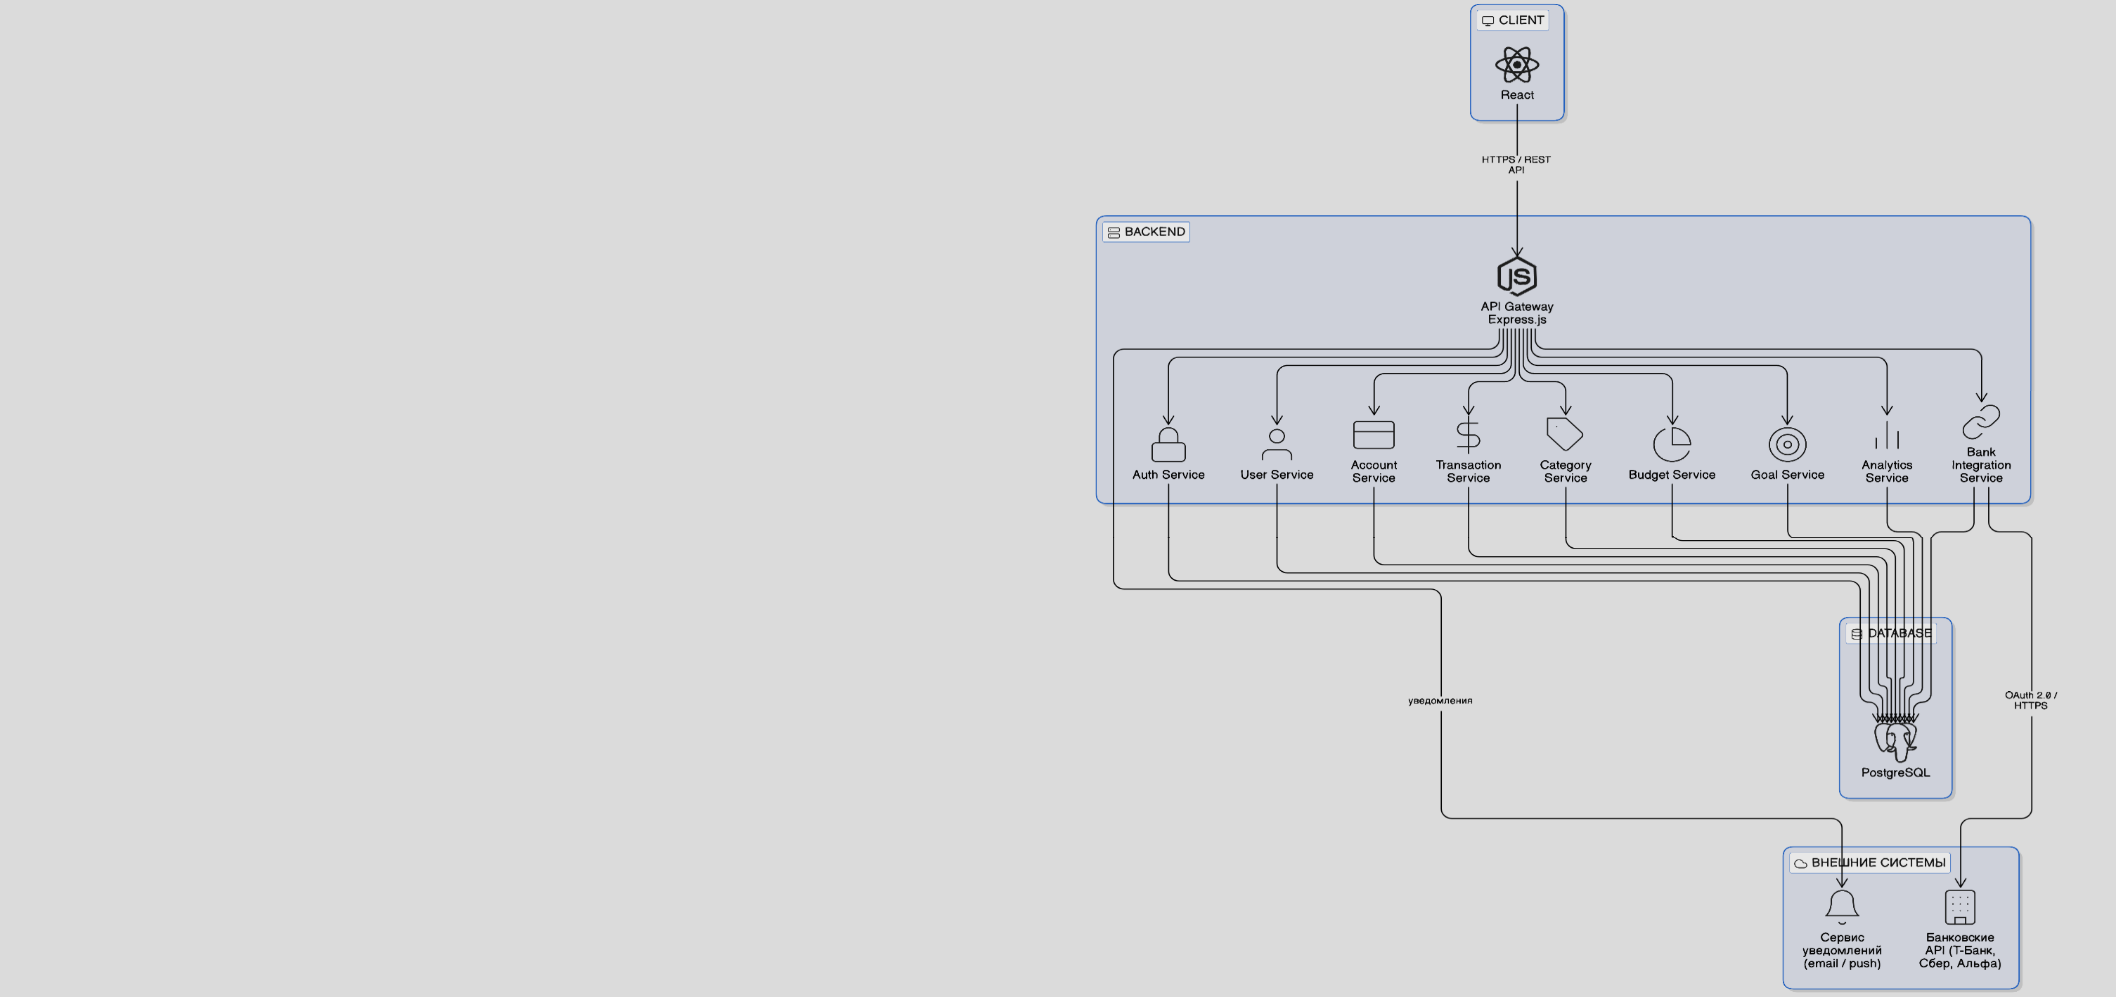 CLIENT
React
HTTPS / REST
API
BACKEND
API Gateway
Express.js
Auth Service
User Service
Account
Service
Transaction
Service
Category
Service
Budget Service
Goal Service
Analytics
Service
Bank
Integration
Service
DATABASE
PostgreSQL
уведомления
OAuth 2.0 /
HTTPS
ВНЕШНИЕ СИСТЕМЫ
Сервис
уведомлений
(email / push)
Банковские
API (Т-Банк,
Сбер, Альфа)